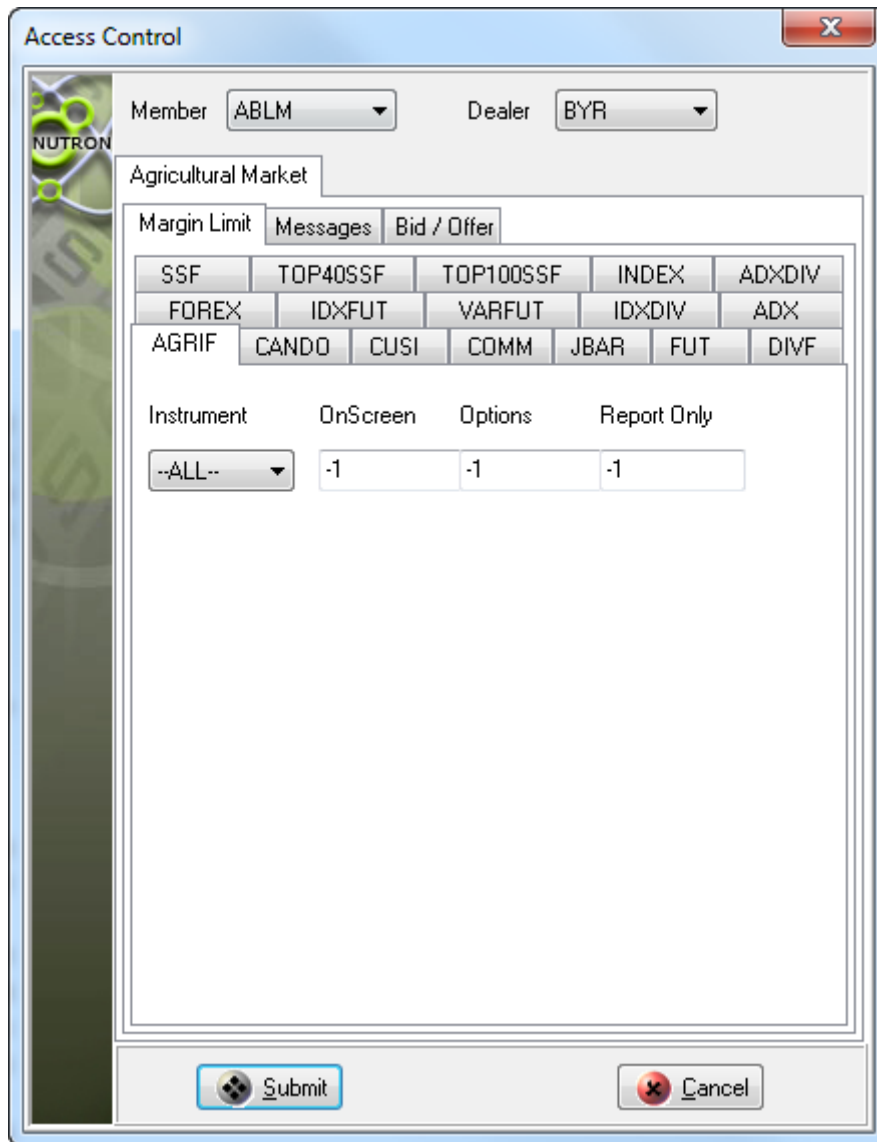 Access Control
NUTRON
Member ABLM Dealer BYR
Agricultural Market
Margin Limit Messages Bid / Offer
SSF TOP40SSF TOP100SSF INDEX ADXDIV
FOREX IDXFUT VARFUT IDXDIV ADX
AGRIF CANDO CUSI COMM JBAR FUT DIVF
Instrument OnScreen Options Report Only
--ALL-- -1 -1 -1
Submit Cancel